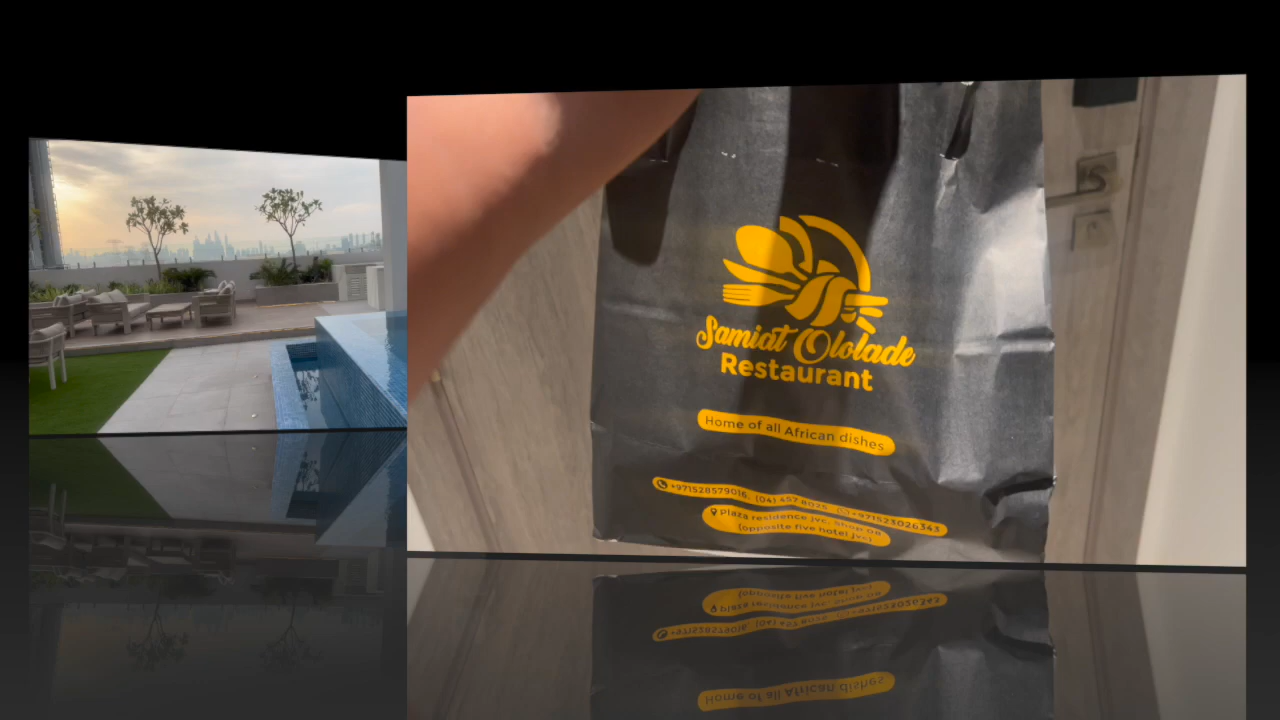 Samiat Ololade
Restaurant
Home of all African dishes
+971528579016, (04) 457 8025 +971523026343
plaza residence jvc, shop 08
(opposite five hotel jvc)